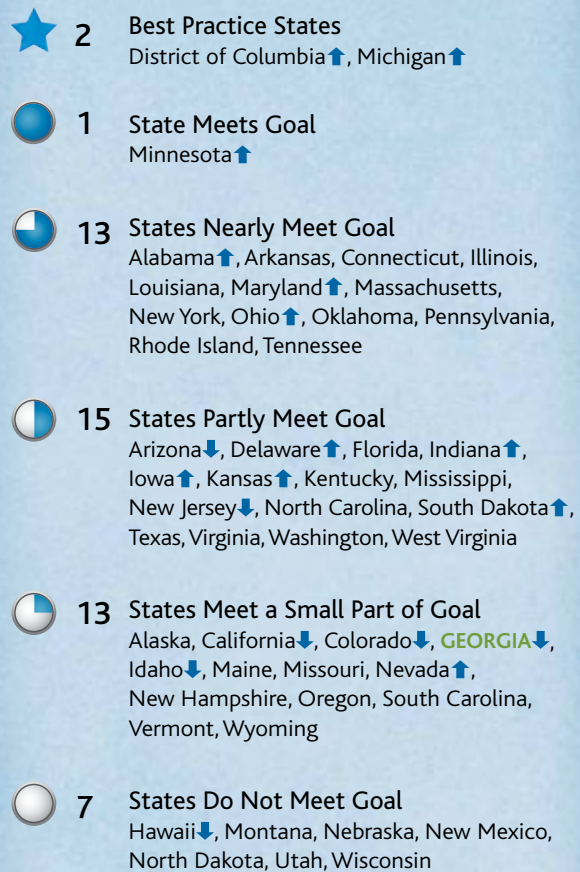 2 Best Practice States
District of Columbia⬆, Michigan⬆
1 State Meets Goal
Minnesota⬆
13 States Nearly Meet Goal
Alabama⬆, Arkansas, Connecticut, Illinois,
Louisiana, Maryland⬆, Massachusetts,
New York, Ohio⬆, Oklahoma, Pennsylvania,
Rhode Island, Tennessee
15 States Partly Meet Goal
Arizona⬇, Delaware⬆, Florida, Indiana⬆,
Iowa⬆, Kansas⬆, Kentucky, Mississippi,
New Jersey⬇, North Carolina, South Dakota⬆,
Texas, Virginia, Washington, West Virginia
13 States Meet a Small Part of Goal
Alaska, California⬇, Colorado⬇, GEORGIA⬇,
Idaho⬇, Maine, Missouri, Nevada⬆,
New Hampshire, Oregon, South Carolina,
Vermont, Wyoming
7 States Do Not Meet Goal
Hawaii⬇, Montana, Nebraska, New Mexico,
North Dakota, Utah, Wisconsin